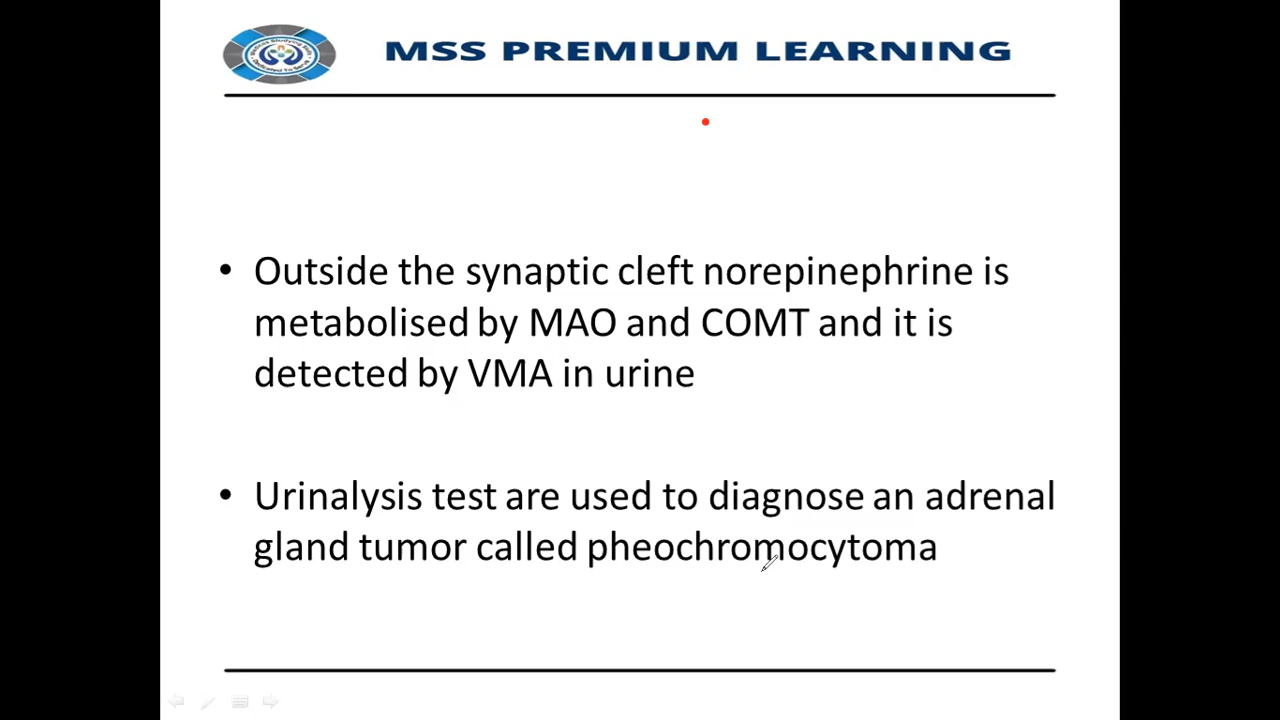 MSS PREMIUM LEARNING
• Outside the synaptic cleft norepinephrine is
metabolised by MAO and COMT and it is
detected by VMA in urine
• Urinalysis test are used to diagnose an adrenal
gland tumor called pheochromocytoma